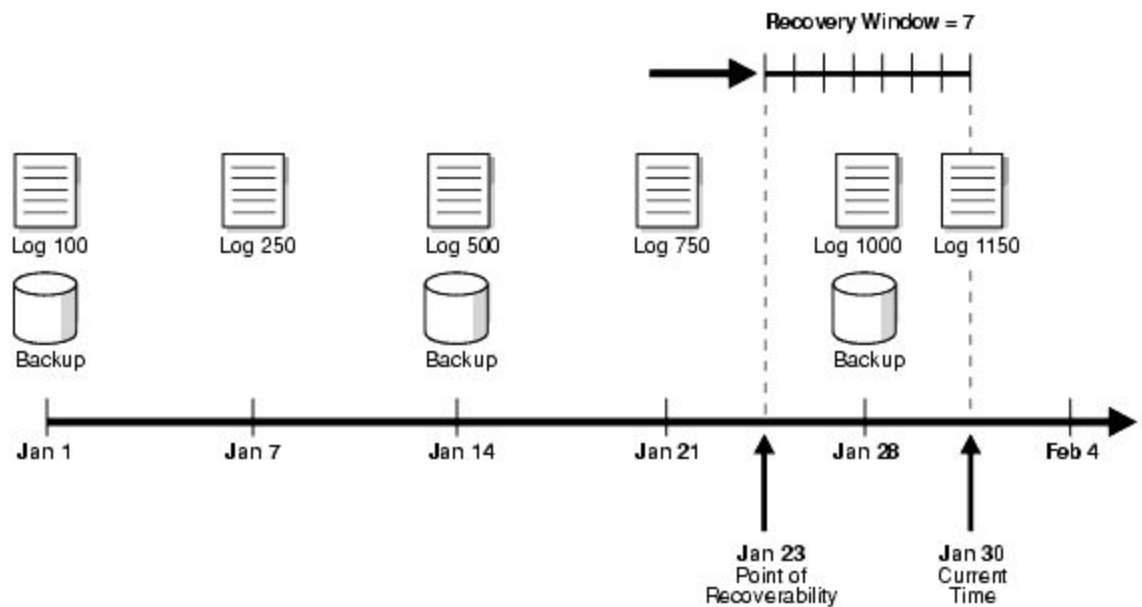 Recovery Window = 7
Log 100
Log 250
Log 500
Log 750
Log 1000
Log 1150
Backup
Backup
Backup
Jan 1
Jan 7
Jan 14
Jan 21
Jan 28
Feb 4
Jan 23
Point of
Recoverability
Jan 30
Current
Time